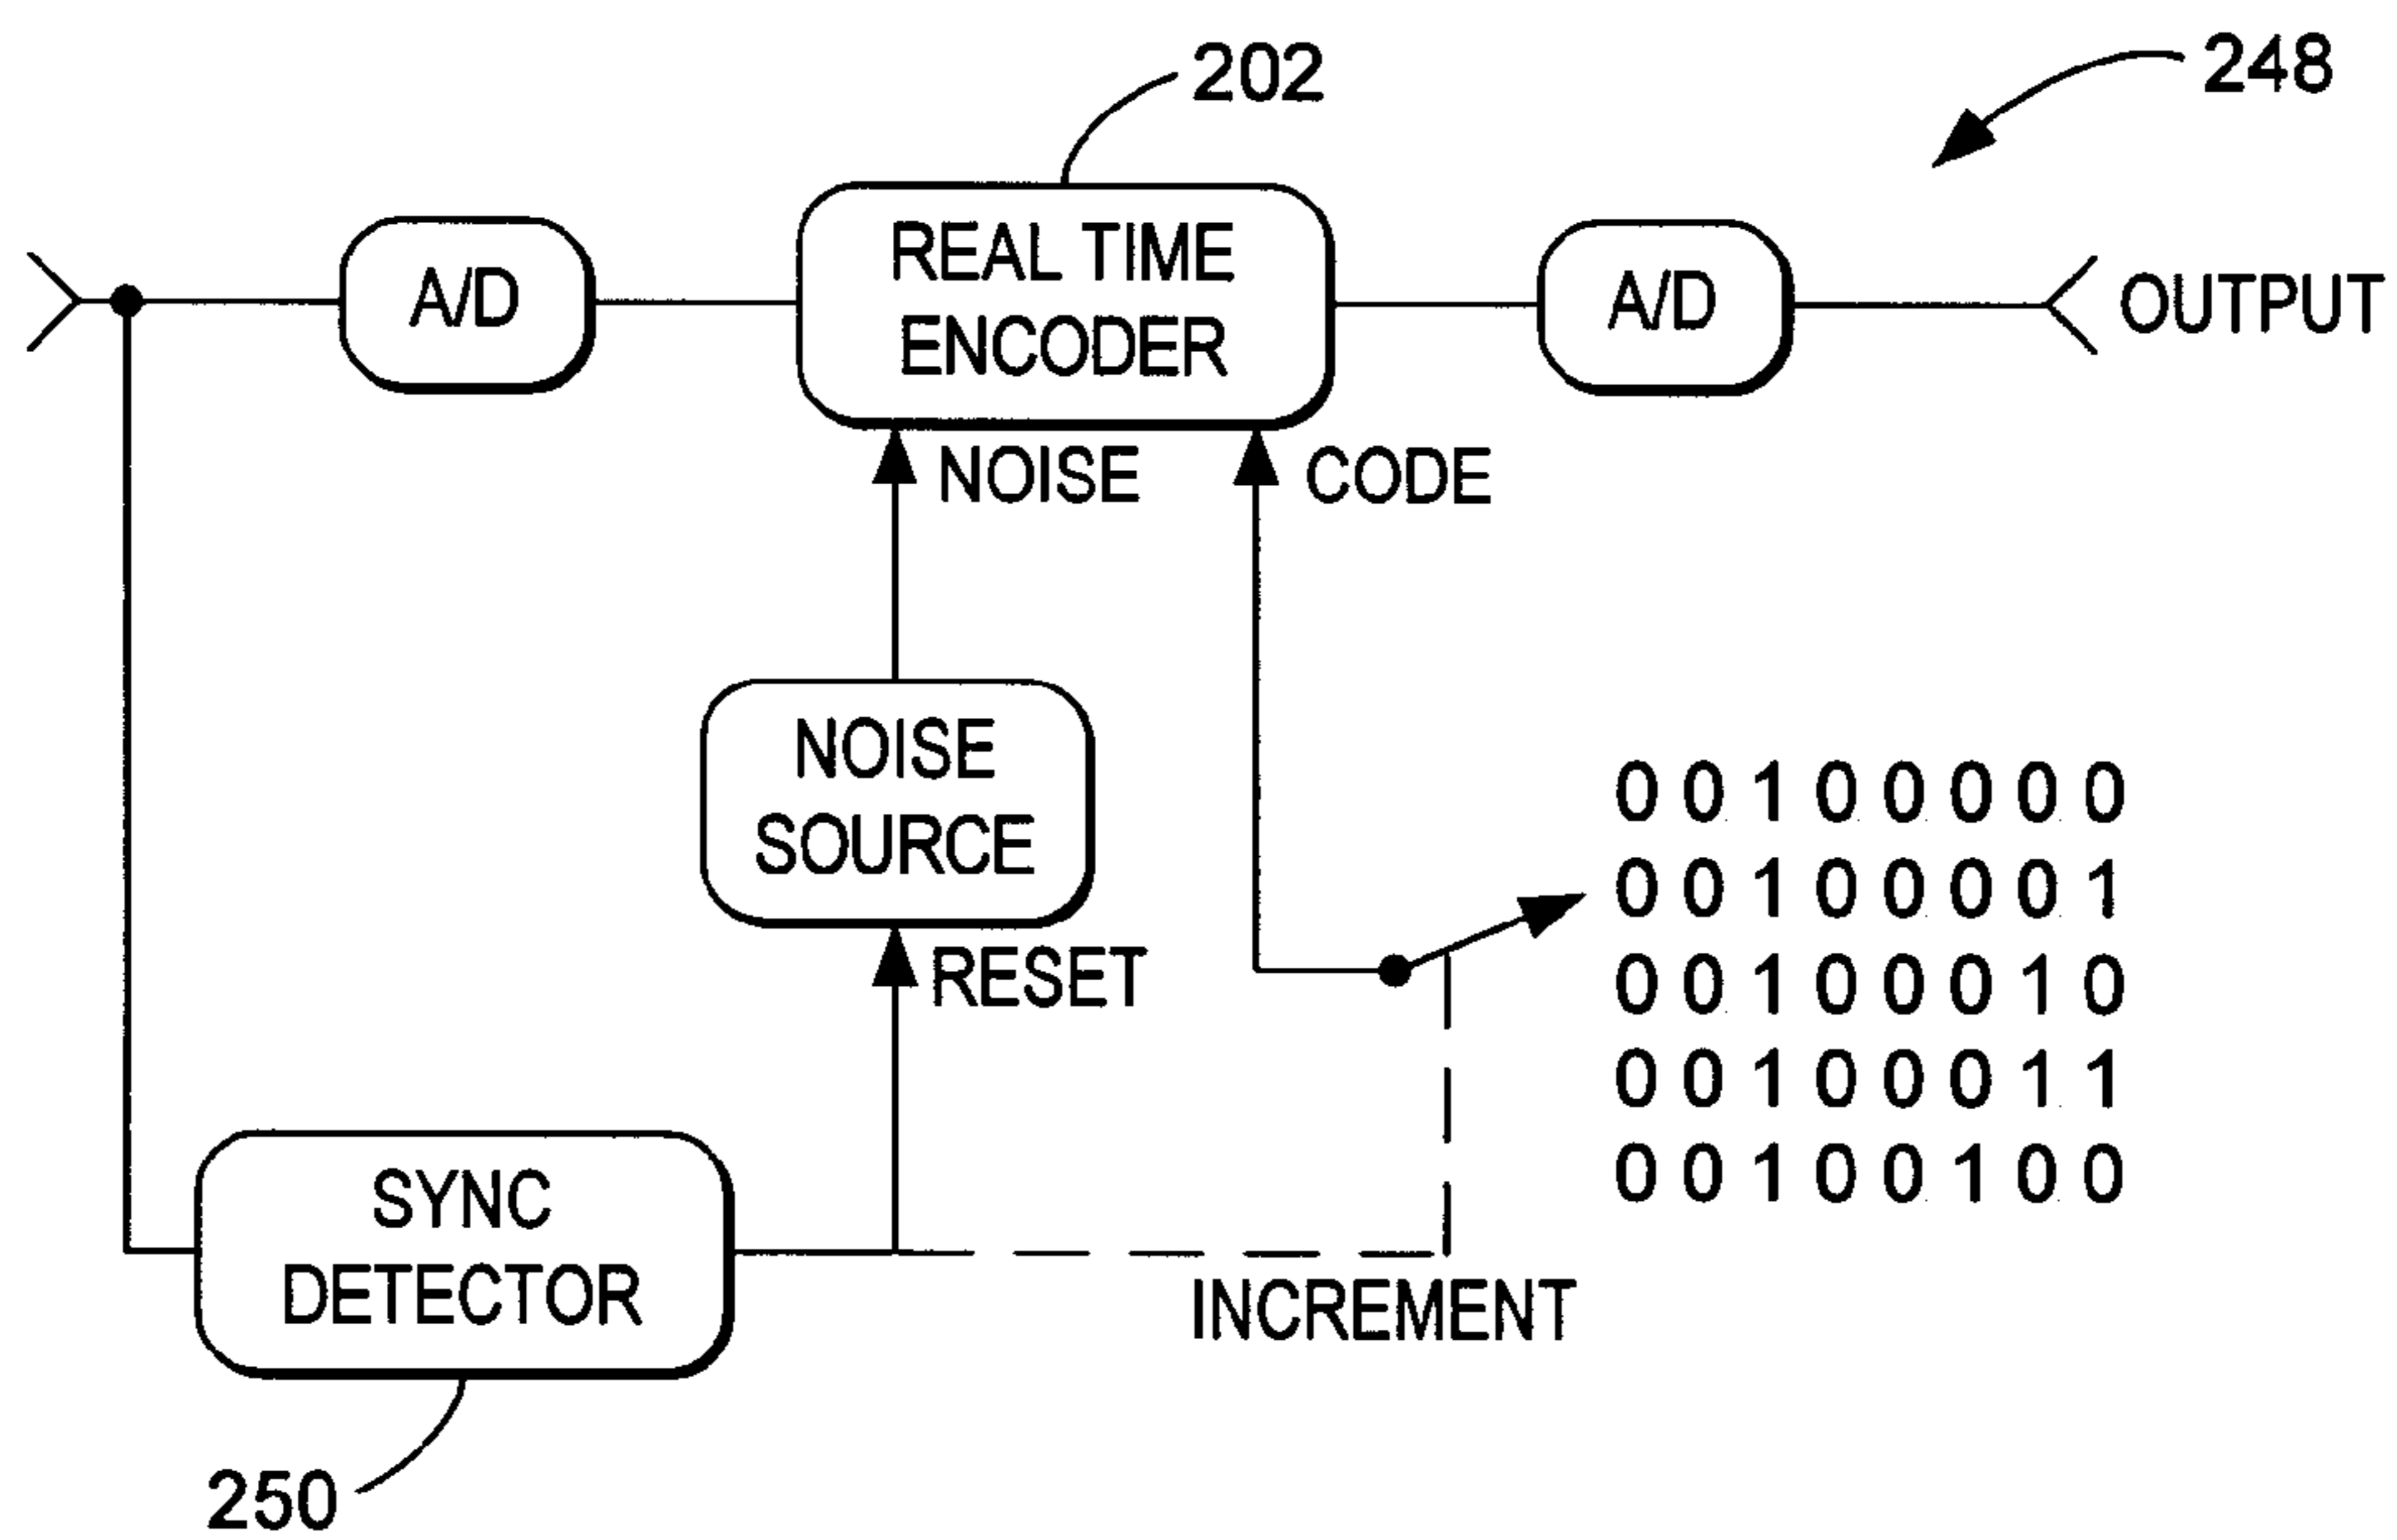 202
248
A/D
REAL TIME
ENCODER
A/D
OUTPUT
NOISE
CODE
NOISE
SOURCE
RESET
0 0 1 0 0 0 0 0
0 0 1 0 0 0 0 1
0 0 1 0 0 0 1 0
0 0 1 0 0 0 1 1
0 0 1 0 0 1 0 0
SYNC
DETECTOR
INCREMENT
250